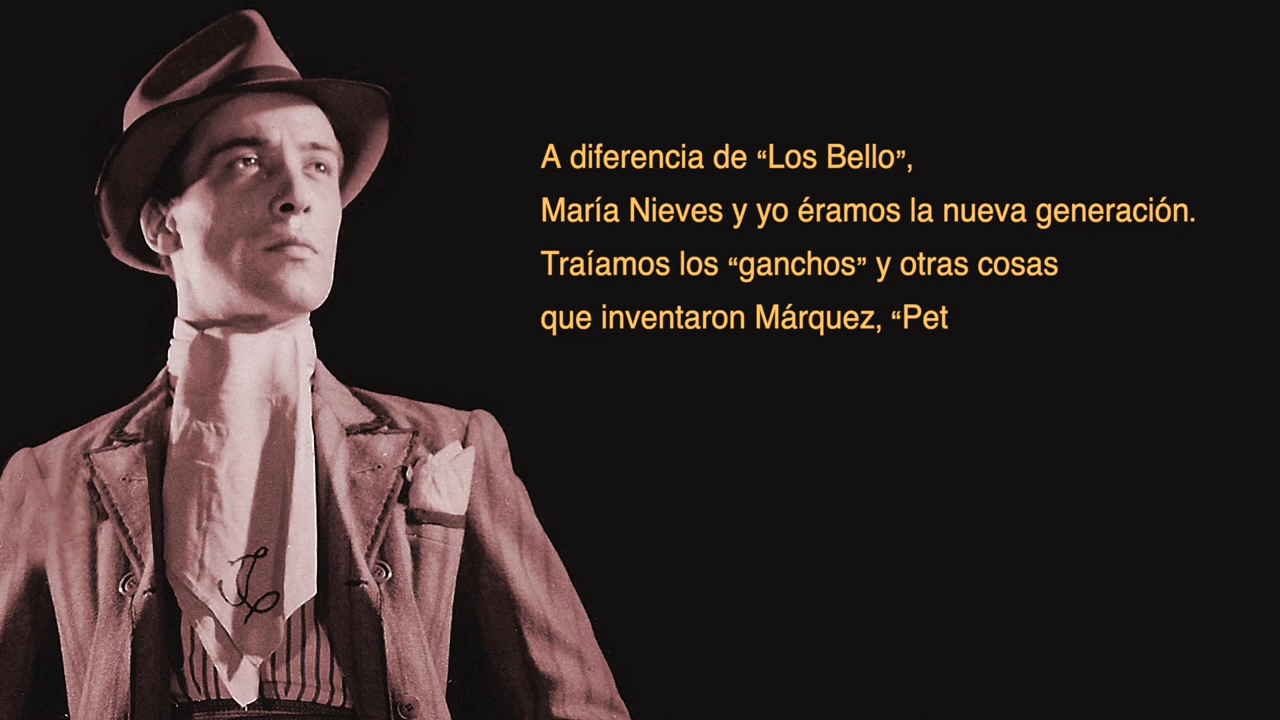 A diferencia de “Los Bello”,
María Nieves y yo éramos la nueva generación.
Traíamos los “ganchos” y otras cosas
que inventaron Márquez, “Pet